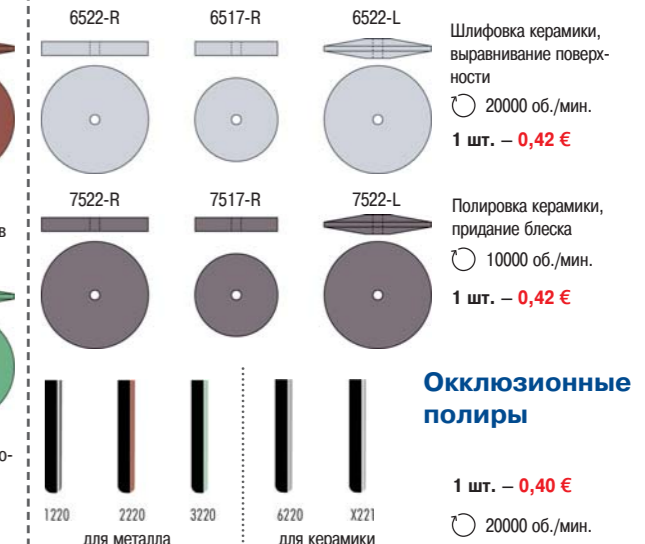 6522-R 6517-R 6522-L
Шлифовка керамики,
выравнивание поверх-
ности
20000 об./мин.
1 шт. – 0,42 €
7522-R 7517-R 7522-L
в
Полировка керамики,
придание блеска
10000 об./мин.
1 шт. – 0,42 €
Окклюзионные
полиры
о-
1 шт. – 0,40 €
1220 2220 3220 6220 X221
20000 об./мин.
для металла для керамики